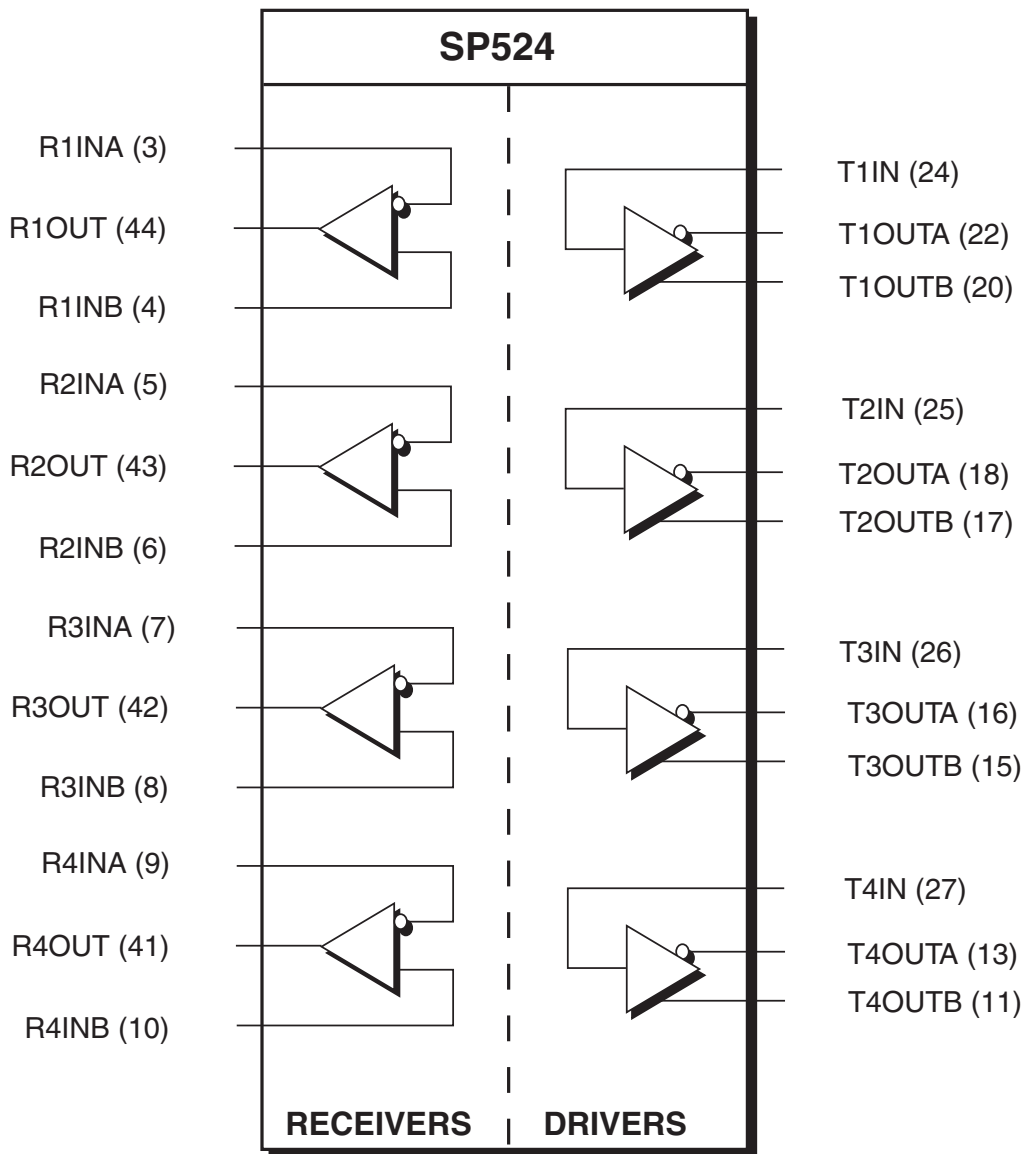 SP524
R1INA (3)
R1OUT (44)
R1INB (4)
R2INA (5)
R2OUT (43)
R2INB (6)
R3INA (7)
R3OUT (42)
R3INB (8)
R4INA (9)
R4OUT (41)
R4INB (10)
T1IN (24)
T1OUTA (22)
T1OUTB (20)
T2IN (25)
T2OUTA (18)
T2OUTB (17)
T3IN (26)
T3OUTA (16)
T3OUTB (15)
T4IN (27)
T4OUTA (13)
T4OUTB (11)
RECEIVERS
DRIVERS